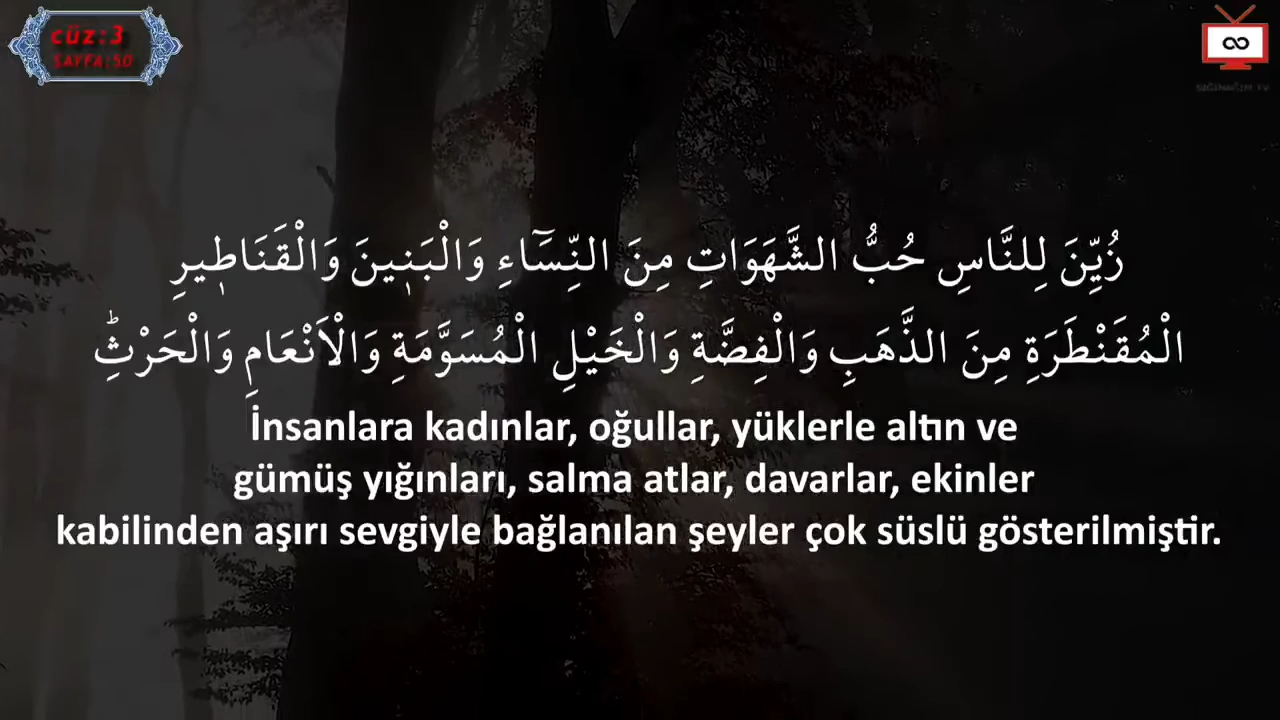 cüz:3
SAYFA:50
زُيِّنَ لِلنَّاسِ حُبُّ الشَّهَوَاتِ مِنَ النِّسَٓاءِ وَالْبَن۪ينَ وَالْقَنَاط۪يرِ
الْمُقَنْطَرَةِ مِنَ الذَّهَبِ وَالْفِضَّةِ وَالْخَيْلِ الْمُسَوَّمَةِ وَالْاَنْعَامِ وَالْحَرْثِۜ
İnsanlara kadınlar, oğullar, yüklerle altın ve
gümüş yığınları, salma atlar, davarlar, ekinler
kabilinden aşırı sevgiyle bağlanılan şeyler çok süslü gösterilmiştir.